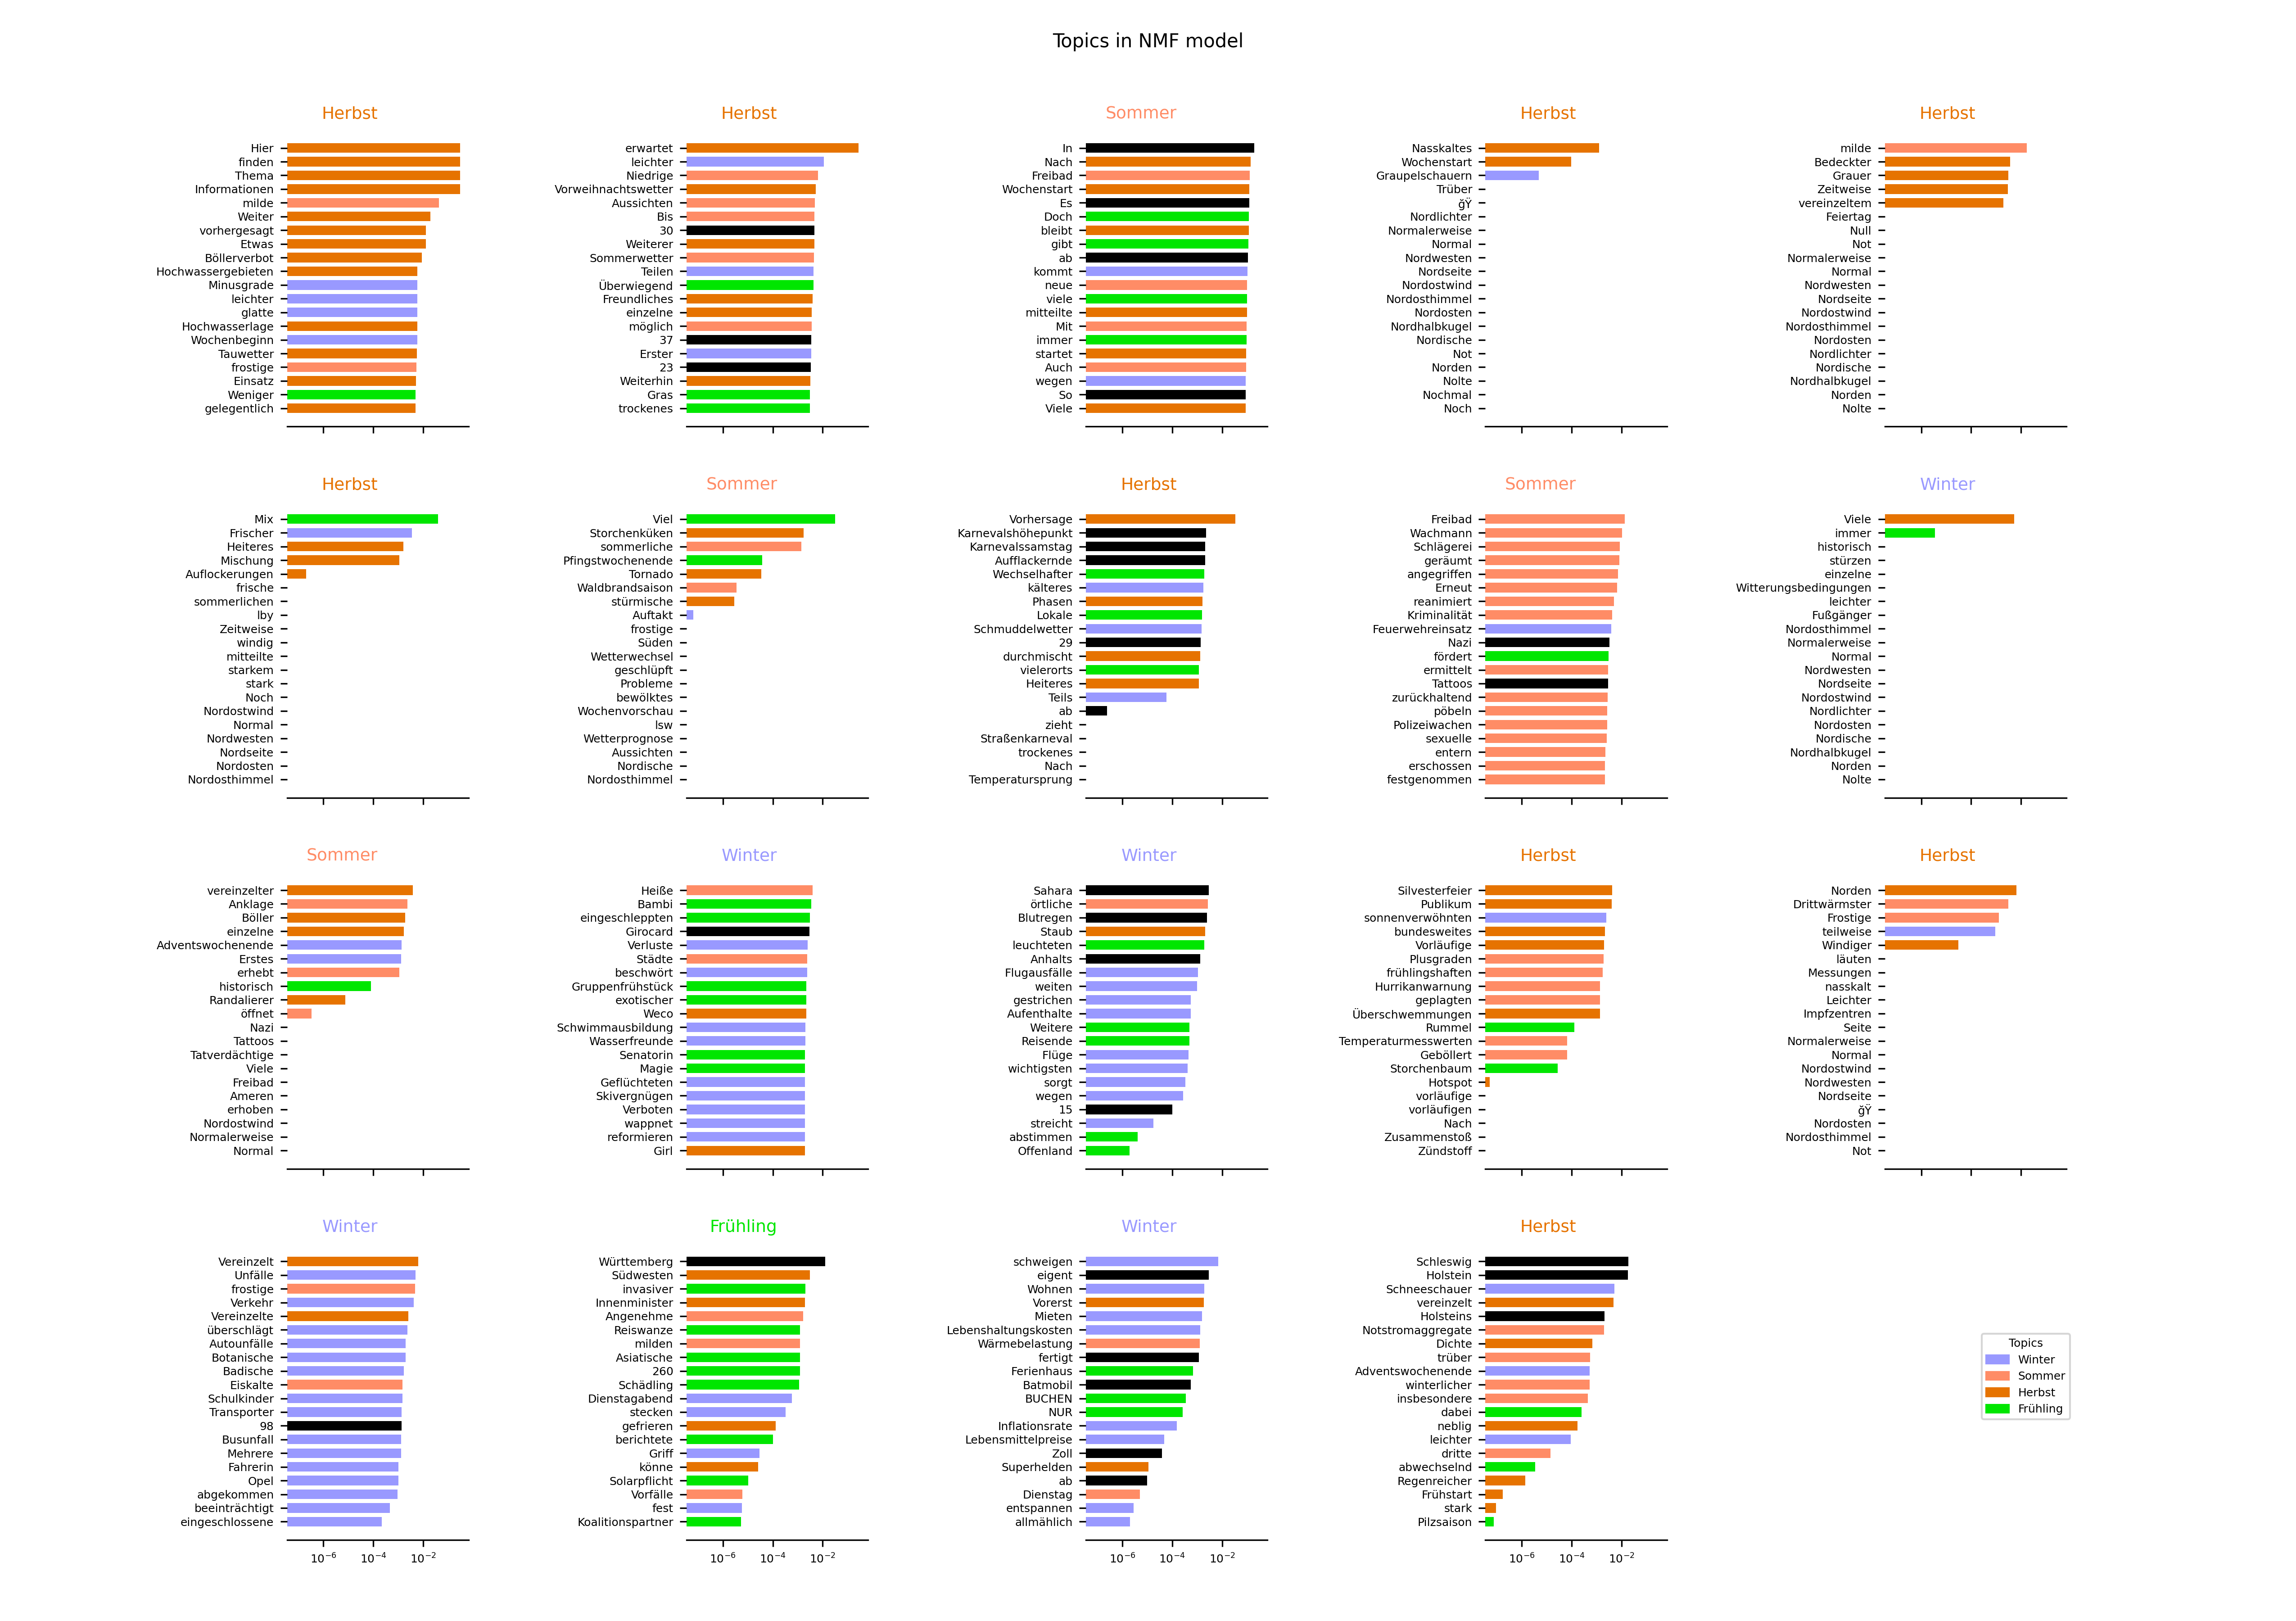 Topics in NMF model
Herbst
Hier
finden
Thema
Informationen
milde
Weiter
vorhergesagt
Etwas
Böllerverbot
Hochwassergebieten
Minusgrade
leichter
glatte
Hochwasserlage
Wochenbeginn
Tauwetter
frostige
Einsatz
Weniger
gelegentlich
Herbst
erwartet
leichter
Niedrige
Vorweihnachtswetter
Aussichten
Bis
30
Weiterer
Sommerwetter
Teilen
Überwiegend
Freundliches
einzelne
möglich
37
Erster
23
Weiterhin
Gras
trockenes
Sommer
In
Nach
Freibad
Wochenstart
Es
Doch
bleibt
gibt
ab
kommt
neue
viele
mitteilte
Mit
immer
startet
Auch
wegen
So
Viele
Herbst
Nasskaltes
Wochenstart
Graupelschauern
Trüber
ğŸ
Nordlichter
Normalerweise
Normal
Nordwesten
Nordseite
Nordostwind
Nordosthimmel
Nordosten
Nordhalbkugel
Nordische
Not
Norden
Nolte
Nochmal
Noch
Herbst
milde
Bedeckter
Grauer
Zeitweise
vereinzeltem
Feiertag
Null
Not
Normalerweise
Normal
Nordwesten
Nordseite
Nordostwind
Nordosthimmel
Nordosten
Nordlichter
Nordische
Nordhalbkugel
Norden
Nolte
Herbst
Mix
Frischer
Heiteres
Mischung
Auflockerungen
frische
sommerlichen
lby
Zeitweise
windig
mitteilte
starkem
stark
Noch
Nordostwind
Normal
Nordwesten
Nordseite
Nordosten
Nordosthimmel
Sommer
Viel
Storchenküken
sommerliche
Pfingstwochenende
Tornado
Waldbrandsaison
stürmische
Auftakt
frostige
Süden
Wetterwechsel
geschlüpft
Probleme
bewölktes
Wochenvorschau
lsw
Wetterprognose
Aussichten
Nordische
Nordosthimmel
Herbst
Vorhersage
Karnevalshöhepunkt
Karnevalssamstag
Aufflackernde
Wechselhafter
kälteres
Phasen
Lokale
Schmuddelwetter
29
durchmischt
vielerorts
Heiteres
Teils
ab
zieht
Straßenkarneval
trockenes
Nach
Temperatursprung
Sommer
Freibad
Wachmann
Schlägerei
geräumt
angegriffen
Erneut
reanimiert
Kriminalität
Feuerwehreinsatz
Nazi
fördert
ermittelt
Tattoos
zurückhaltend
pöbeln
Polizeiwachen
sexuelle
entern
erschossen
festgenommen
Winter
Viele
immer
historisch
stürzen
einzelne
Witterungsbedingungen
leichter
Fußgänger
Nordosthimmel
Normalerweise
Normal
Nordwesten
Nordseite
Nordostwind
Nordlichter
Nordosten
Nordische
Nordhalbkugel
Norden
Nolte
Sommer
vereinzelter
Anklage
Böller
einzelne
Adventswochenende
Erstes
erhebt
historisch
Randalierer
öffnet
Nazi
Tattoos
Tatverdächtige
Viele
Freibad
Ameren
erhoben
Nordostwind
Normalerweise
Normal
Winter
Heiße
Bambi
eingeschleppten
Girocard
Verluste
Städte
beschwört
Gruppenfrühstück
exotischer
Weco
Schwimmausbildung
Wasserfreunde
Senatorin
Magie
Geflüchteten
Skivergnügen
Verboten
wappnet
reformieren
Girl
Winter
Sahara
örtliche
Blutregen
Staub
leuchteten
Anhalts
Flugausfälle
weiten
gestrichen
Aufenthalte
Weitere
Reisende
Flüge
wichtigsten
sorgt
wegen
15
streicht
abstimmen
Offenland
Herbst
Silvesterfeier
Publikum
sonnenverwöhnten
bundesweites
Vorläufige
Plusgraden
frühlingshaften
Hurrikanwarnung
geplagten
Überschwemmungen
Rummel
Temperaturmesswerten
Geböllert
Storchenbaum
Hotspot
vorläufige
vorläufigen
Nach
Zusammenstoß
Zündstoff
Herbst
Norden
Drittwärmster
Frostige
teilweise
Windiger
läuten
Messungen
nasskalt
Leichter
Impfzentren
Seite
Normalerweise
Normal
Nordostwind
Nordwesten
Nordseite
ğŸ
Nordosten
Nordosthimmel
Not
Winter
Vereinzelt
Unfälle
frostige
Verkehr
Vereinzelte
überschlägt
Autounfälle
Botanische
Badische
Eiskalte
Schulkinder
Transporter
98
Busunfall
Mehrere
Fahrerin
Opel
abgekommen
beeinträchtigt
eingeschlossene
10⁻⁶ 10⁻⁴ 10⁻²
Frühling
Württemberg
Südwesten
invasiver
Innenminister
Angenehme
Reiswanze
milden
Asiatische
260
Schädling
Dienstagabend
stecken
gefrieren
berichtete
Griff
könne
Solarpflicht
Vorfälle
fest
Koalitionspartner
10⁻⁶ 10⁻⁴ 10⁻²
Winter
schweigen
eigent
Wohnen
Vorerst
Mieten
Lebenshaltungskosten
Wärmebelastung
fertigt
Ferienhaus
Batmobil
BUCHEN
NUR
Inflationsrate
Lebensmittelpreise
Zoll
Superhelden
ab
Dienstag
entspannen
allmählich
10⁻⁶ 10⁻⁴ 10⁻²
Herbst
Schleswig
Holstein
Schneeschauer
vereinzelt
Holsteins
Notstromaggregate
Dichte
trüber
Adventswochenende
winterlicher
insbesondere
dabei
neblig
leichter
dritte
abwechselnd
Regenreicher
Frühstart
stark
Pilzsaison
10⁻⁶ 10⁻⁴ 10⁻²
Topics
Winter
Sommer
Herbst
Frühling